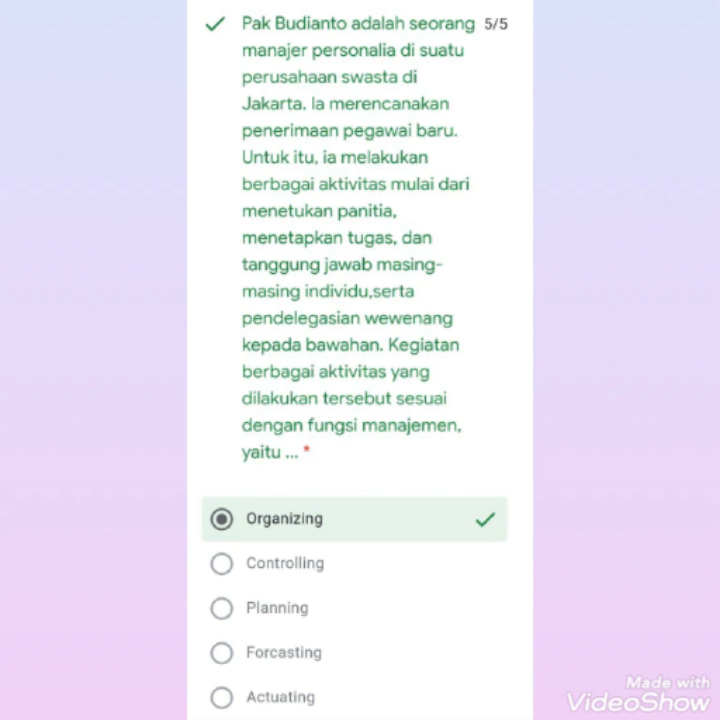 Pak Budianto adalah seorang 5/5
manajer personalia di suatu
perusahaan swasta di
Jakarta. Ia merencanakan
penerimaan pegawai baru.
Untuk itu, ia melakukan
berbagai aktivitas mulai dari
menetukan panitia,
menetapkan tugas, dan
tanggung jawab masing-
masing individu,serta
pendelegasian wewenang
kepada bawahan. Kegiatan
berbagai aktivitas yang
dilakukan tersebut sesuai
dengan fungsi manajemen,
yaitu ... *
Organizing
Controlling
Planning
Forcasting
Actuating
Made with
VideoShow